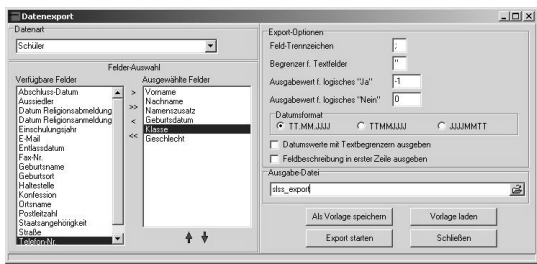 Datenexport
Datenart
Schüler
Felder-Auswahl
Verfügbare Felder
Abschluss-Datum
Aussiedler
Datum Religionsabmeldung
Datum Religionsanmeldung
Einschulungsjahr
E-Mail
Entlassdatum
Fax-Nr.
Geburtsname
Geburtsort
Haltestelle
Konfession
Ortsname
Postleitzahl
Staatsangehörigkeit
Straße
Telefon-Nr.
>
>>
<
<<
Ausgewählte Felder
Vorname
Nachname
Namenszusatz
Geburtsdatum
Klasse
Geschlecht
Export-Optionen
Feld-Trennzeichen ;
Begrenzer f. Textfelder "
Ausgabewert f. logisches "Ja" -1
Ausgabewert f. logisches "Nein" 0
Datumsformat
TT.MM.JJJJ TTMMJJJJ JJJJMMTT
Datumswerte mit Textbegrenzern ausgeben
Feldbeschreibung in erster Zeile ausgeben
Ausgabe-Datei
slss_export
Als Vorlage speichern Vorlage laden
Export starten Schließen